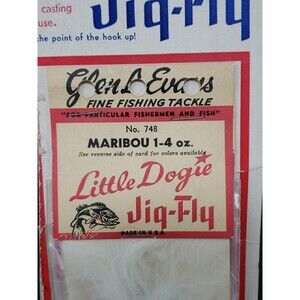 casting
use.
Jig-Fly
the point of the hook up!
Glen L Evans
FINE FISHING TACKLE
"FOR PARTICULAR FISHERMEN AND FISH"
No. 748
MARIBOU 1-4 oz.
See reverse side of card for colors available
Little Dogie
Jig-Fly
MADE IN U.S.A.